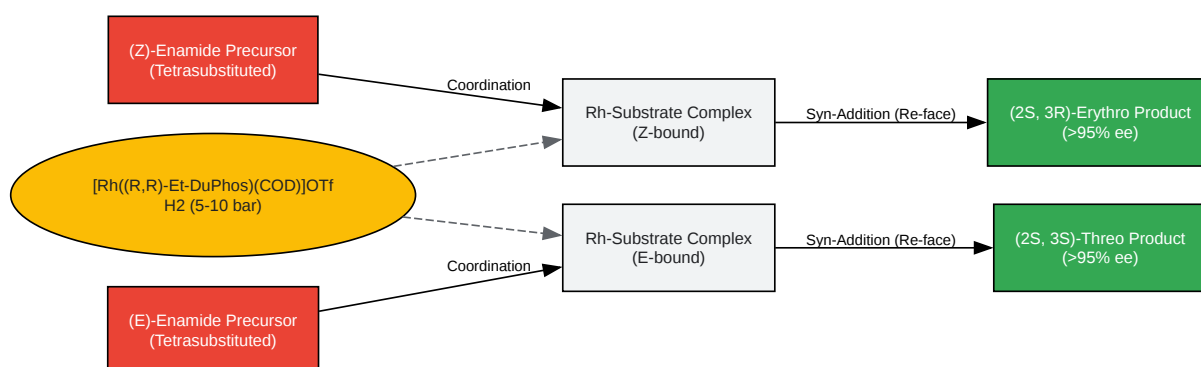 (Z)-Enamide Precursor
(Tetrasubstituted)
Coordination
Rh-Substrate Complex
(Z-bound)
Syn-Addition (Re-face)
(2S, 3R)-Erythro Product
(>95% ee)
[Rh((R,R)-Et-DuPhos)(COD)]OTf
H2 (5-10 bar)
Rh-Substrate Complex
(E-bound)
Syn-Addition (Re-face)
(2S, 3S)-Threo Product
(>95% ee)
Coordination
(E)-Enamide Precursor
(Tetrasubstituted)